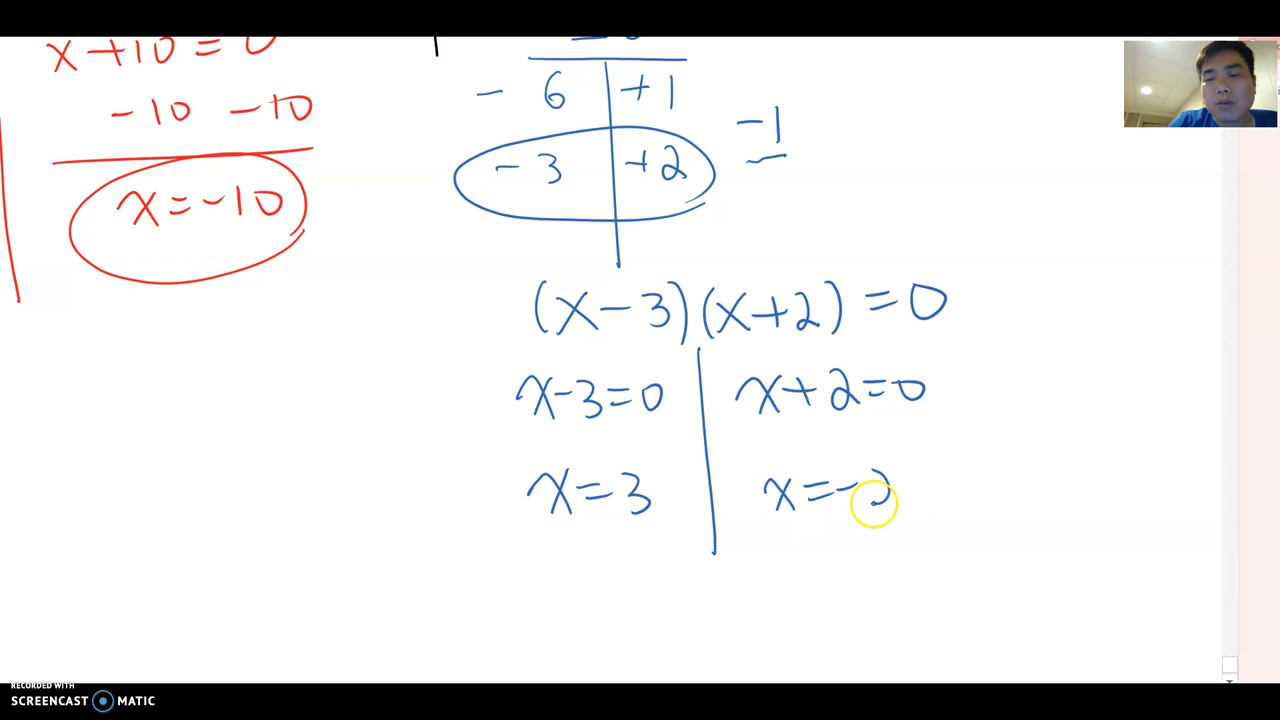 x+10=0
-10 -10
x=-10
-6 +1
-3 +2
-1
(x-3)(x+2)=0
x-3=0
x+2=0
x=3
x=-
RECORDED WITH
SCREENCAST MATIC